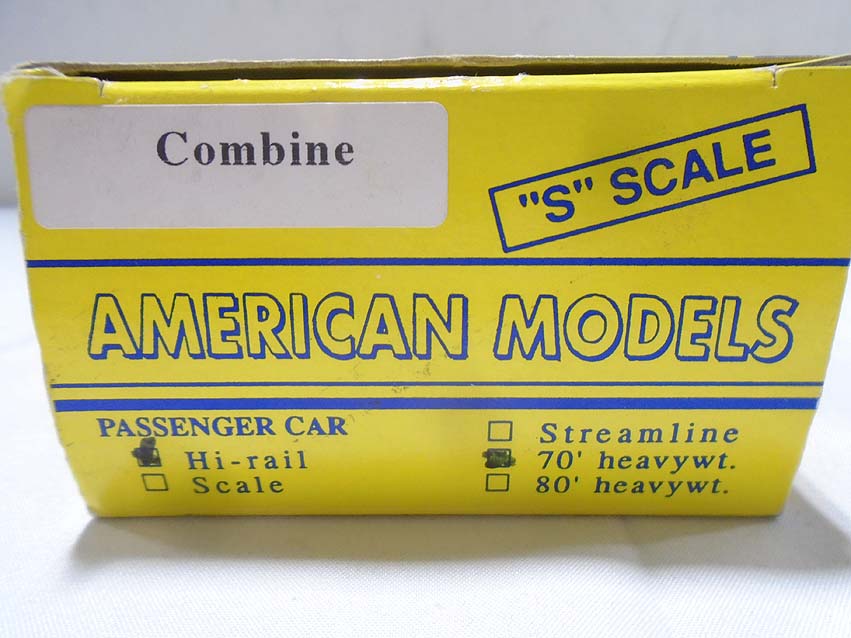 Combine
"S" SCALE
AMERICAN MODELS
PASSENGER CAR
Hi-rail
Scale
Streamline
70' heavywt.
80' heavywt.